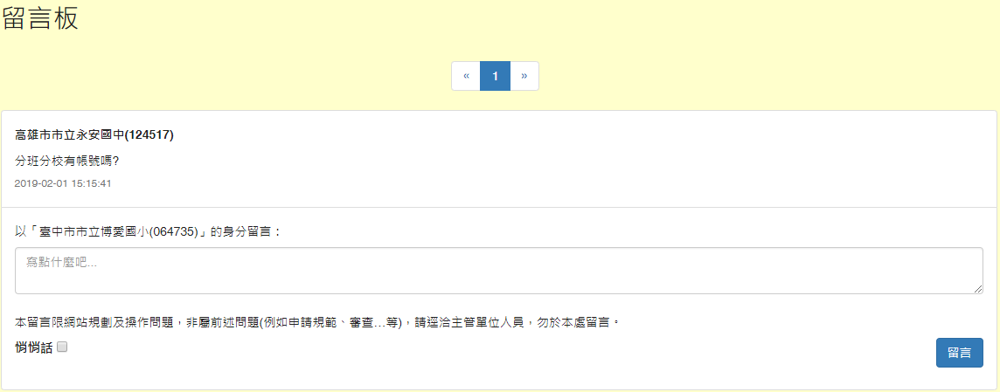 留言板
« 1 »
高雄市市立永安國中(124517)
分班分校有帳號嗎?
2019-02-01 15:15:41
以「臺中市市立博愛國小(064735)」的身分留言：
寫點什麼吧...
本留言限網站規劃及操作問題，非屬前述問題(例如申請規範、審查...等)，請逕洽主管單位人員，勿於本處留言。
悄悄話
留言